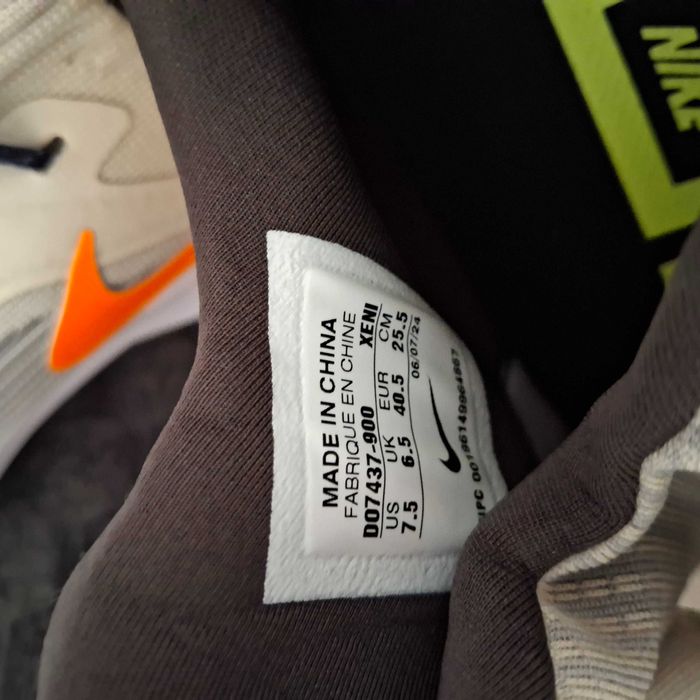 MADE IN CHINA
FABRIQUE EN CHINE
DO7437-900 XENI
US UK EUR CM
7.5 6.5 40.5 25.5
06/07/24
NIKE